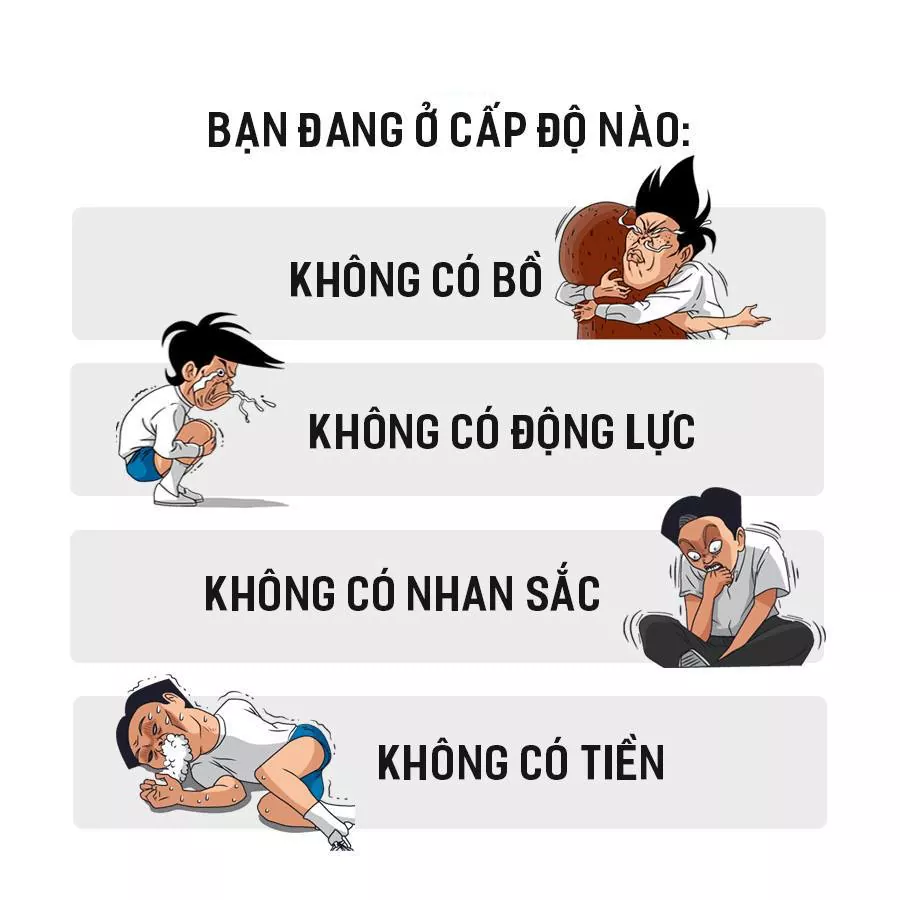 BẠN ĐANG Ở CẤP ĐỘ NÀO:
KHÔNG CÓ BỒ
KHÔNG CÓ ĐỘNG LỰC
KHÔNG CÓ NHAN SẮC
KHÔNG CÓ TIỀN